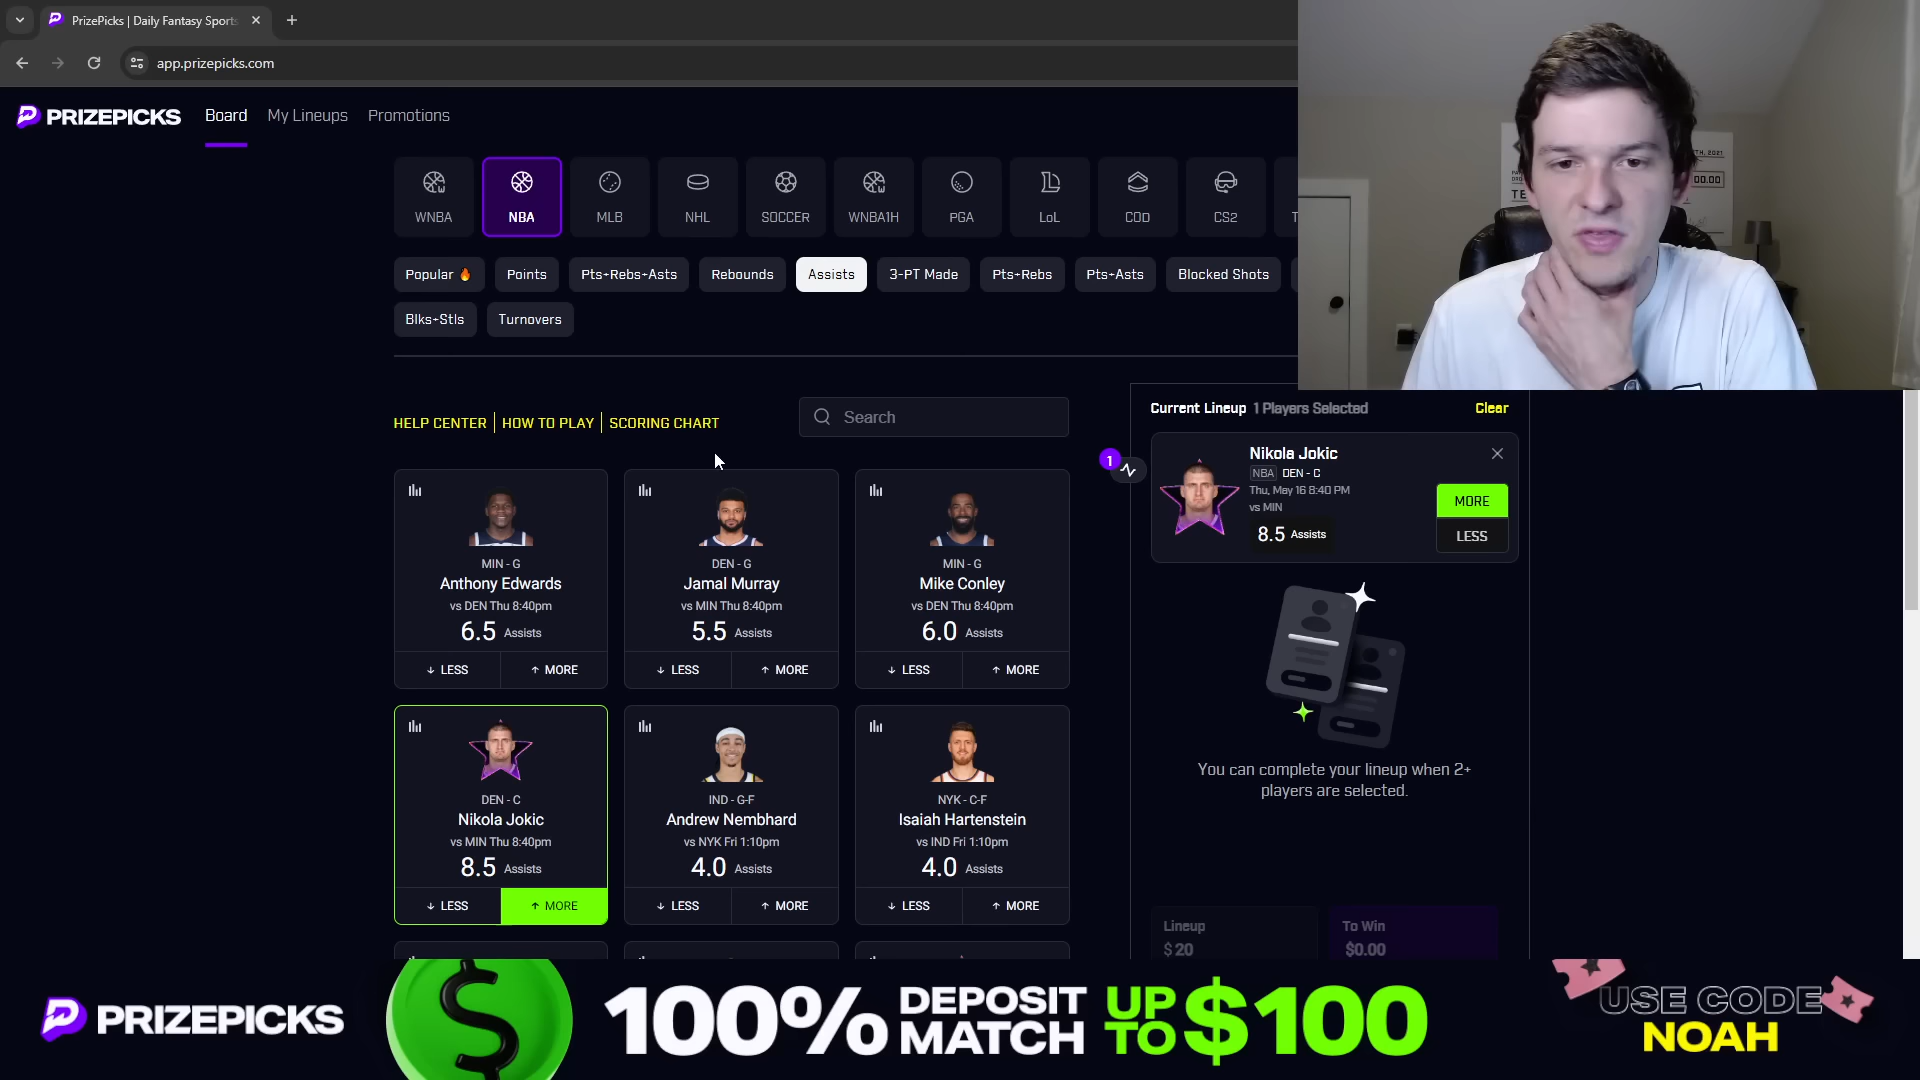 PrizePicks | Daily Fantasy Sports
app.prizepicks.com
PRIZEPICKS
Board
My Lineups
Promotions
WNBA
NBA
MLB
NHL
SOCCER
WNBA1H
PGA
LoL
COD
CS2
T
Popular
Points
Pts+Rebs+Asts
Rebounds
Assists
3-PT Made
Pts+Rebs
Pts+Asts
Blocked Shots
Blks+Stls
Turnovers
HELP CENTER
HOW TO PLAY
SCORING CHART
Search
MIN - G
Anthony Edwards
vs DEN Thu 8:40pm
6.5 Assists
LESS
MORE
DEN - G
Jamal Murray
vs MIN Thu 8:40pm
5.5 Assists
LESS
MORE
MIN - G
Mike Conley
vs DEN Thu 8:40pm
6.0 Assists
LESS
MORE
DEN - C
Nikola Jokic
vs MIN Thu 8:40pm
8.5 Assists
LESS
MORE
IND - G-F
Andrew Nembhard
vs NYK Fri 1:10pm
4.0 Assists
LESS
MORE
NYK - C-F
Isaiah Hartenstein
vs IND Fri 1:10pm
4.0 Assists
LESS
MORE
Current Lineup 1 Players Selected
Clear
1
Nikola Jokic
NBA DEN - C
Thu, May 16 8:40 PM
vs MIN
8.5 Assists
MORE
LESS
You can complete your lineup when 2+
players are selected.
Lineup
$ 20
To Win
$0.00
PRIZEPICKS
100% DEPOSIT MATCH UP TO $100
USE CODE
NOAH